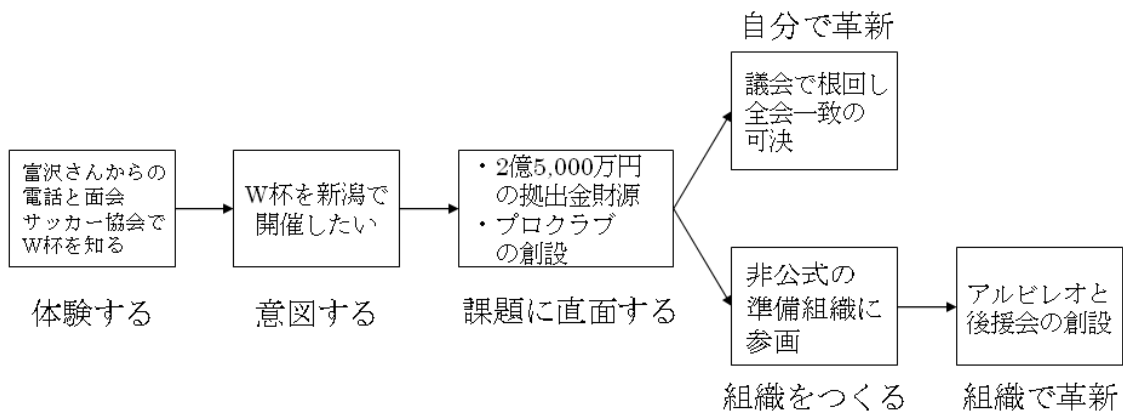 富沢さんからの
電話と面会
サッカー協会で
W杯を知る
体験する
W杯を新潟で
開催したい
意図する
・2億5,000万円
の拠出金財源
・プロクラブ
の創設
課題に直面する
自分で革新
議会で根回し
全会一致の
可決
非公式の
準備組織に
参画
組織をつくる
アルビレオと
後援会の創設
組織で革新